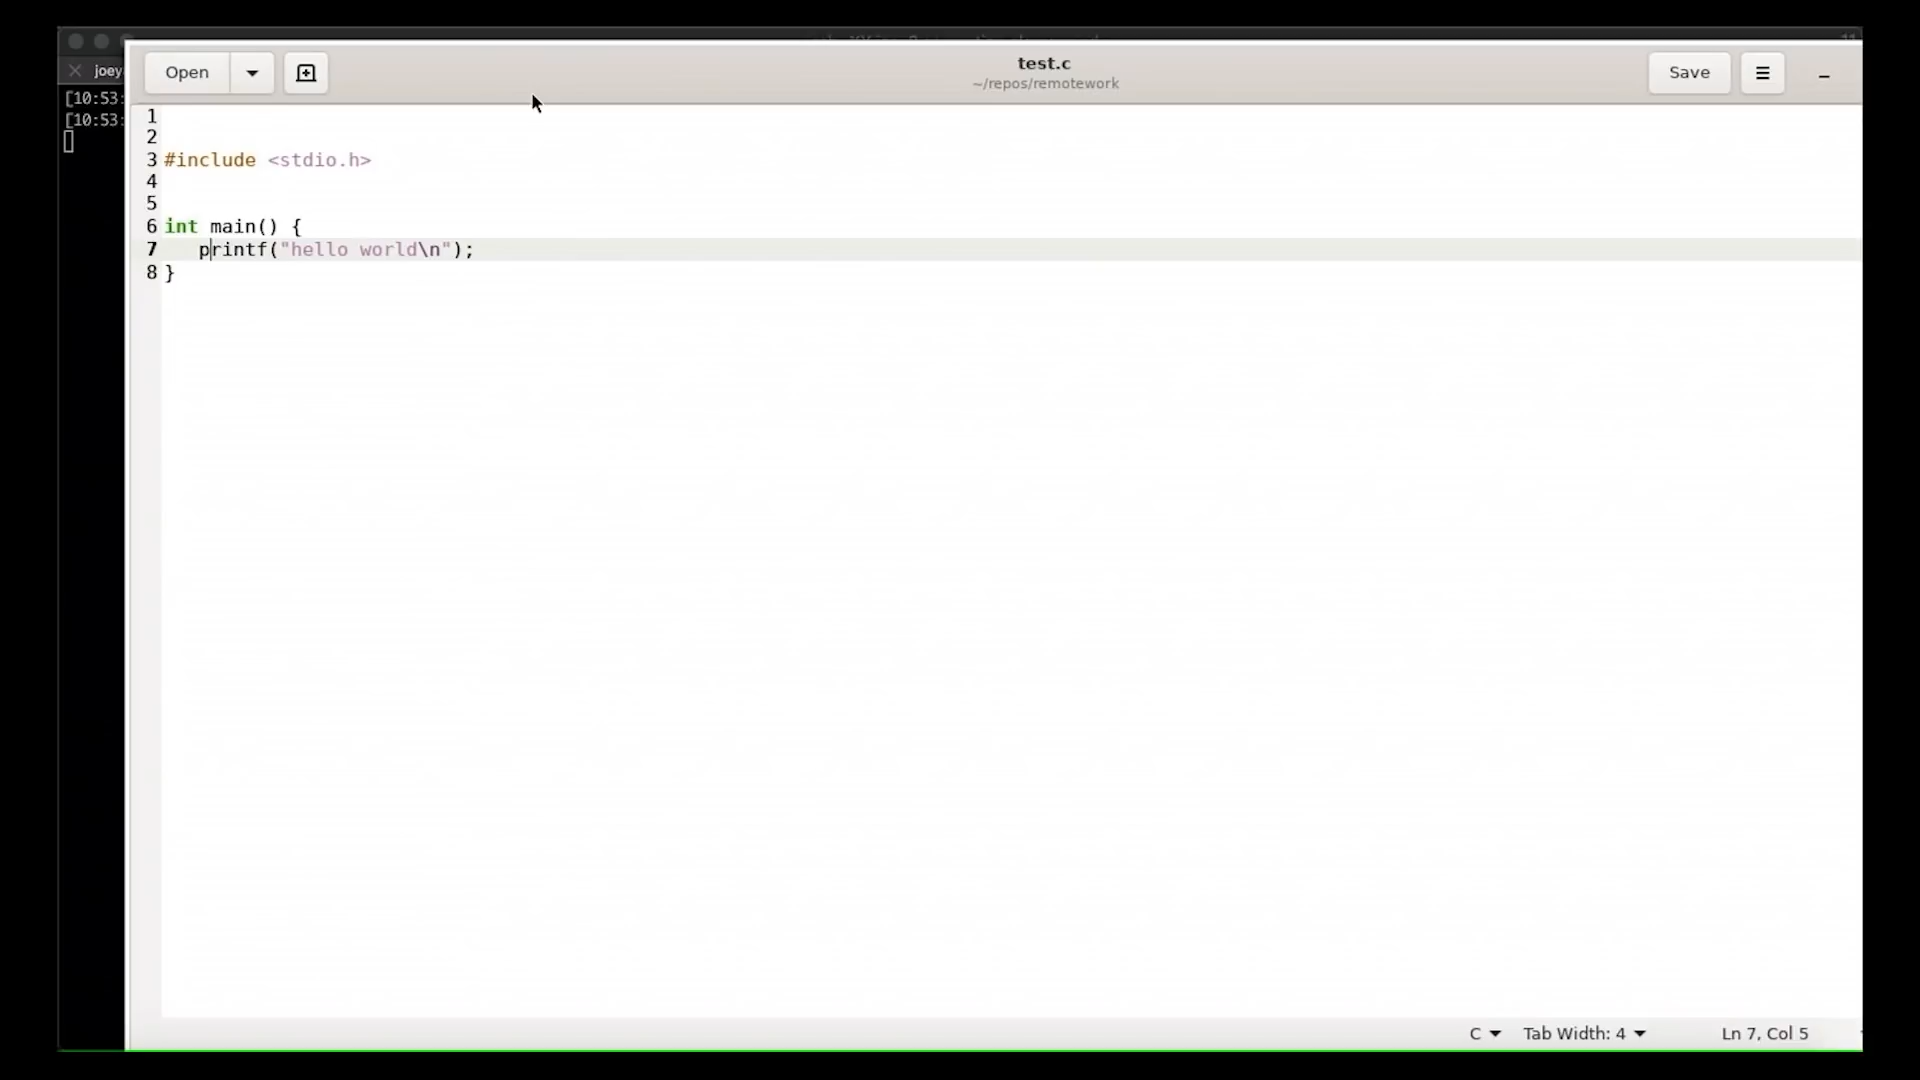 joey
[10:53:
[10:53:
Open
test.c
~/repos/remotework
Save
1
2
3 #include <stdio.h>
4
5
6 int main() {
7    printf("hello world\n");
8 }
C
Tab Width: 4
Ln 7, Col 5